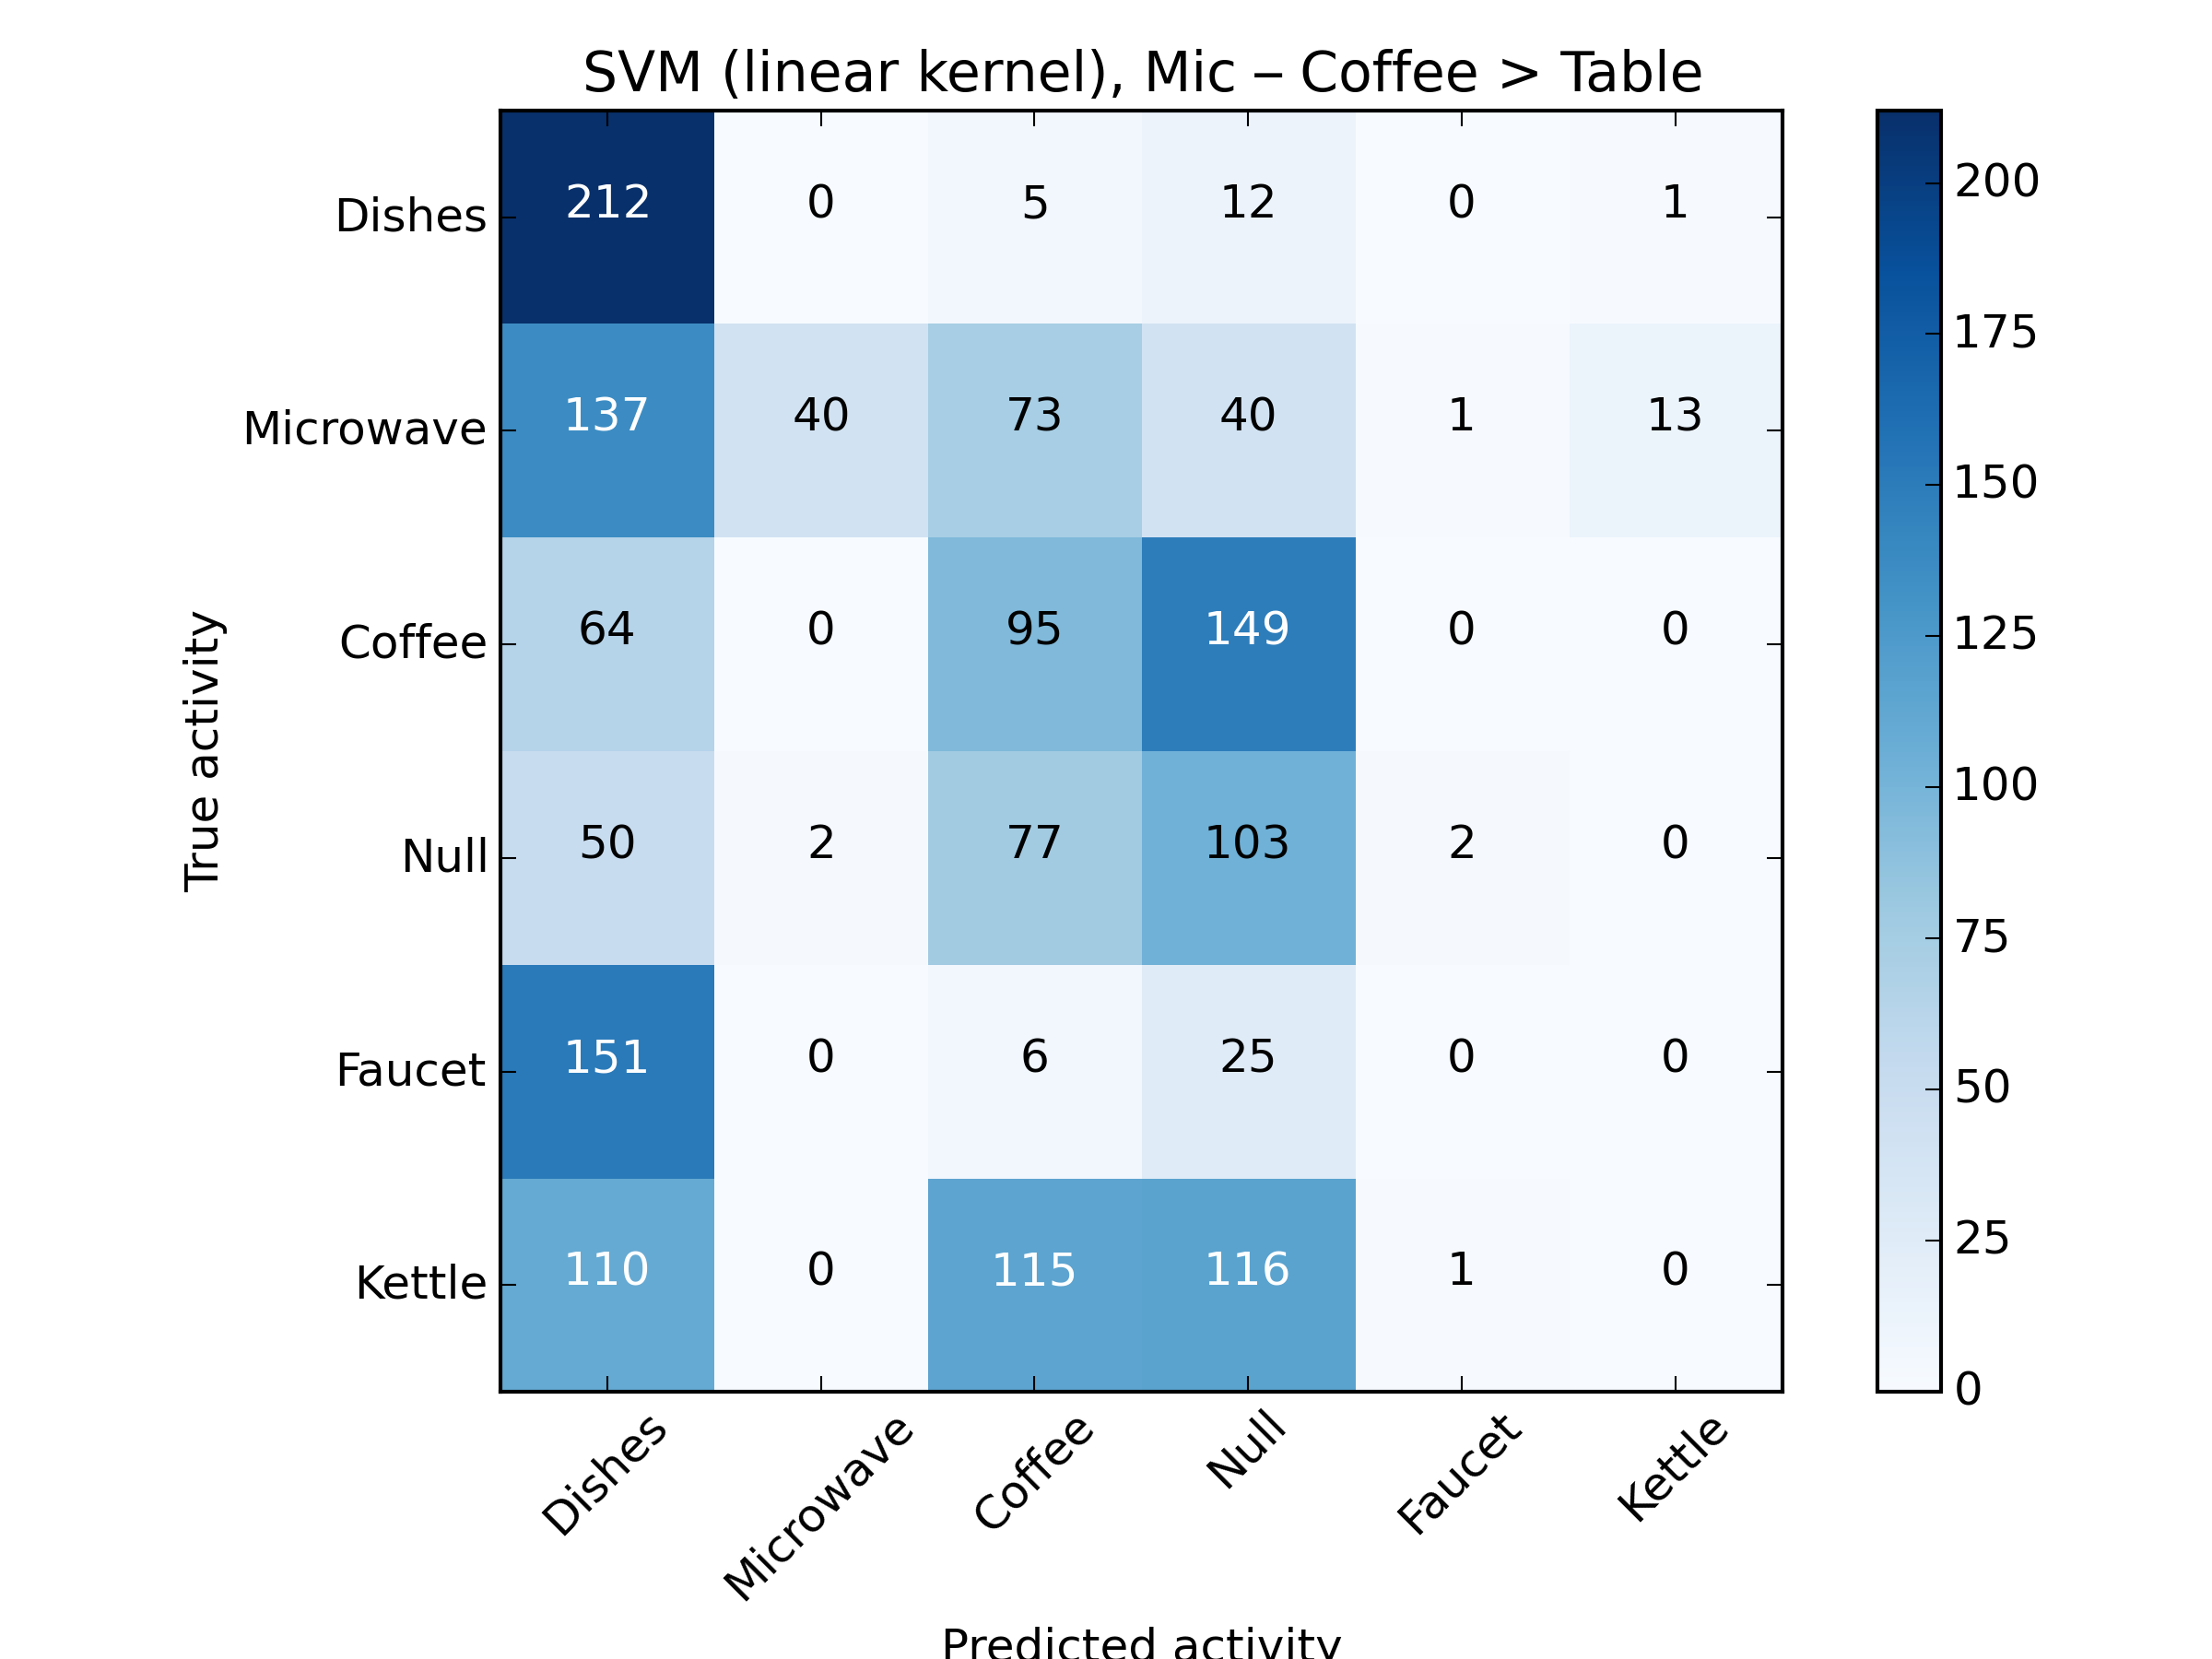 SVM (linear kernel), Mic – Coffee > Table
Dishes 212 0 5 12 0 1
Microwave 137 40 73 40 1 13
Coffee 64 0 95 149 0 0
Null 50 2 77 103 2 0
Faucet 151 0 6 25 0 0
Kettle 110 0 115 116 1 0
True activity
Dishes Microwave Coffee Null Faucet Kettle
Predicted activity
200
175
150
125
100
75
50
25
0